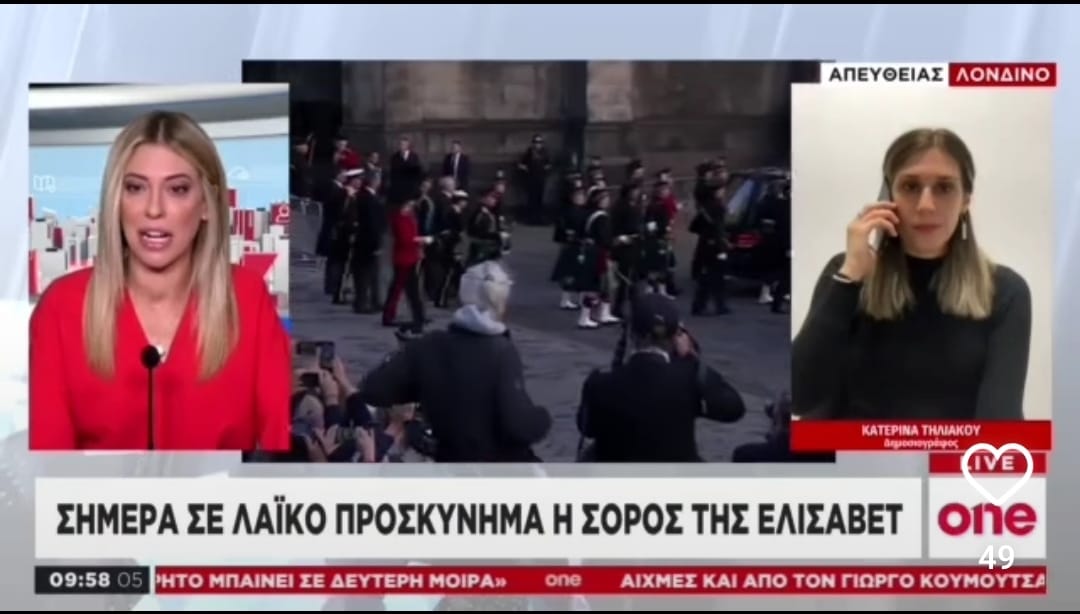 ΑΠΕΥΘΕΙΑΣ ΛΟΝΔΙΝΟ
ΚΑΤΕΡΙΝΑ ΤΗΛΙΑΚΟΥ
Δημοσιογράφος
LIVE
ΣΗΜΕΡΑ ΣΕ ΛΑΪΚΟ ΠΡΟΣΚΥΝΗΜΑ Η ΣΟΡΟΣ ΤΗΣ ΕΛΙΣΑΒΕΤ
one
49
09:58 05 ΡΗΤΟ ΜΠΑΙΝΕΙ ΣΕ ΔΕΥΤΕΡΗ ΜΟΙΡΑ» one ΑΙΧΜΕΣ ΚΑΙ ΑΠΟ ΤΟΝ ΓΙΩΡΓΟ ΚΟΥΜΟΥΤΣΑ